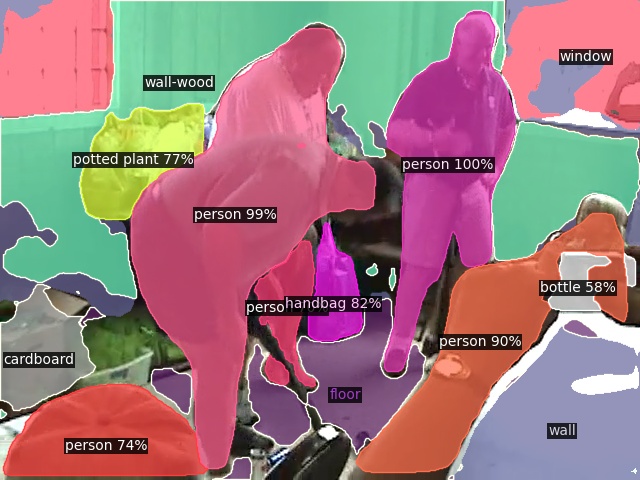 window
wall-wood
potted plant 77%
person 100%
person 99%
bottle 58%
perso
handbag 82%
person 90%
cardboard
floor
wall
person 74%